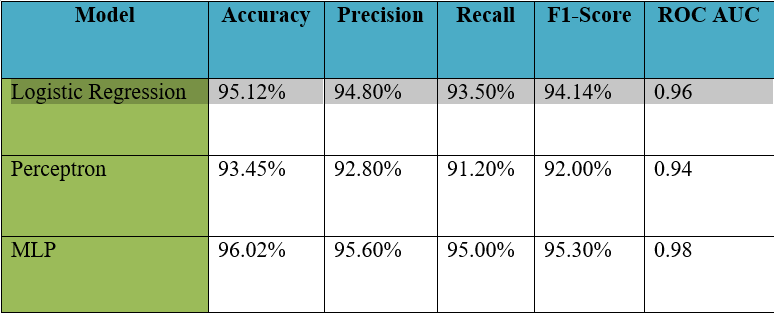 Model Accuracy Precision Recall F1-Score ROC AUC
Logistic Regression 95.12% 94.80% 93.50% 94.14% 0.96
Perceptron 93.45% 92.80% 91.20% 92.00% 0.94
MLP 96.02% 95.60% 95.00% 95.30% 0.98